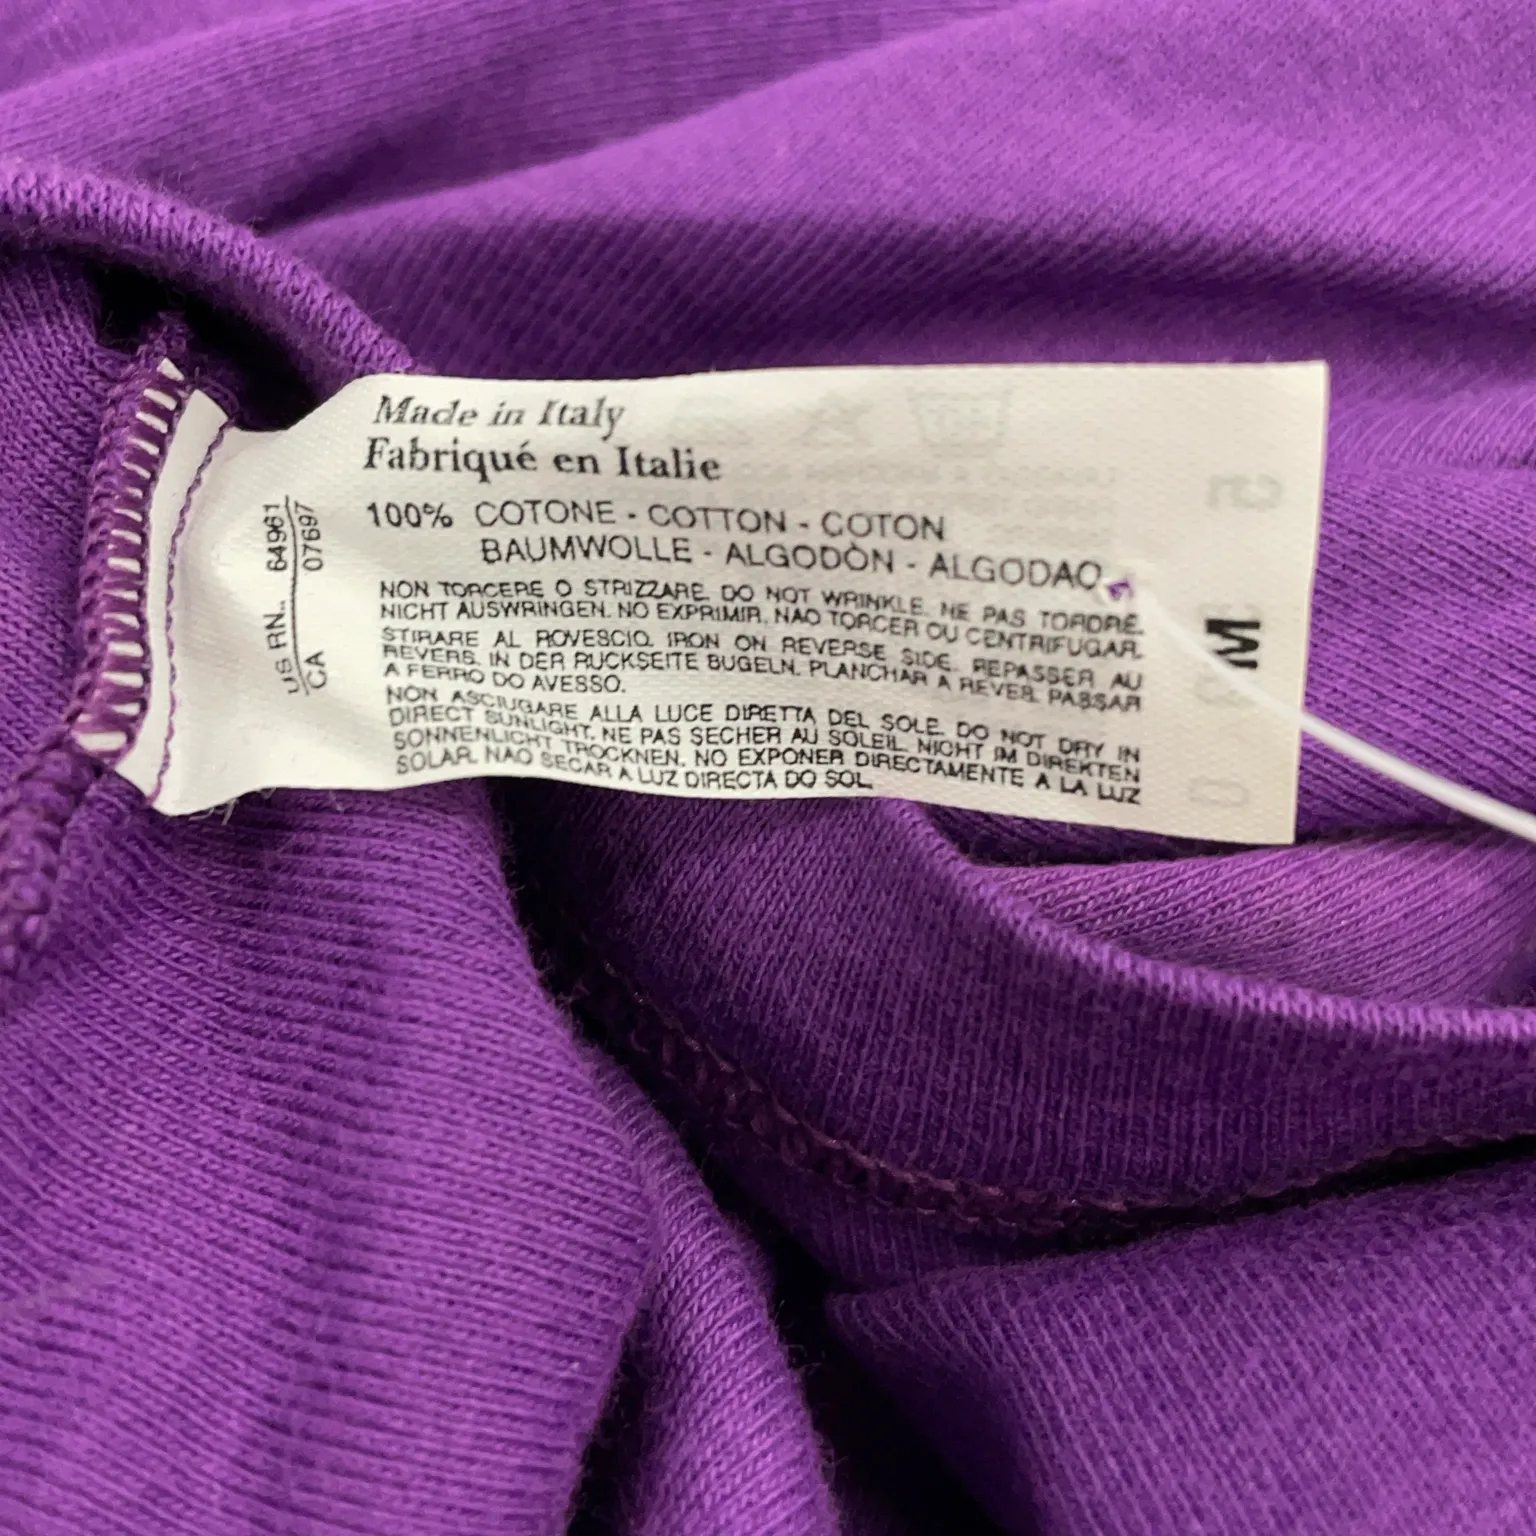 Made in Italy
Fabriqué en Italie
100% COTONE - COTTON - COTON
BAUMWOLLE - ALGODÒN - ALGODAO
NON TORCERE O STRIZZARE. DO NOT WRINKLE. NE PAS TORDRE.
NICHT AUSWRINGEN. NO EXPRIMIR. NAO TORCER OU CENTRIFUGAR.
STIRARE AL ROVESCIO. IRON ON REVERSE SIDE. REPASSER AU
REVERS. IN DER RUCKSEITE BUGELN. PLANCHAR A REVER. PASSAR
A FERRO DO AVESSO.
NON ASCIUGARE ALLA LUCE DIRETTA DEL SOLE. DO NOT DRY IN
DIRECT SUNLIGHT. NE PAS SECHER AU SOLEIL. NICHT IM DIREKTEN
SONNENLICHT TROCKNEN. NO EXPONER DIRECTAMENTE A LA LUZ
SOLAR. NAO SECAR A LUZ DIRECTA DO SOL.
US RN.. 64961
CA 07697
M